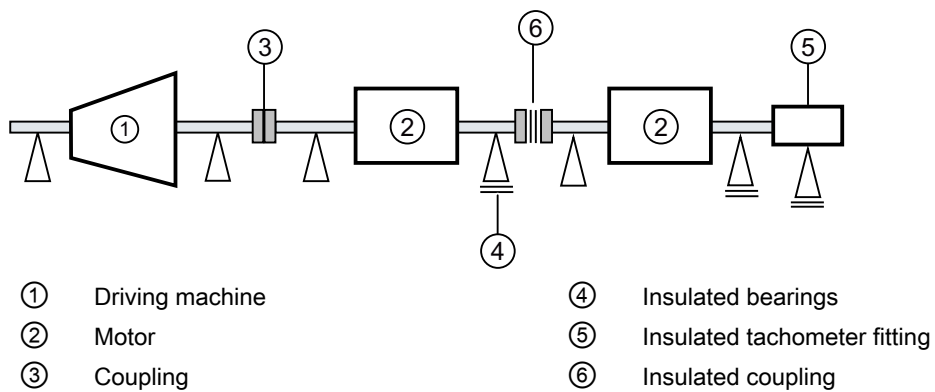 ③ ⑥ ⑤
① ② ② 
④
① Driving machine ④ Insulated bearings
② Motor ⑤ Insulated tachometer fitting
③ Coupling ⑥ Insulated coupling